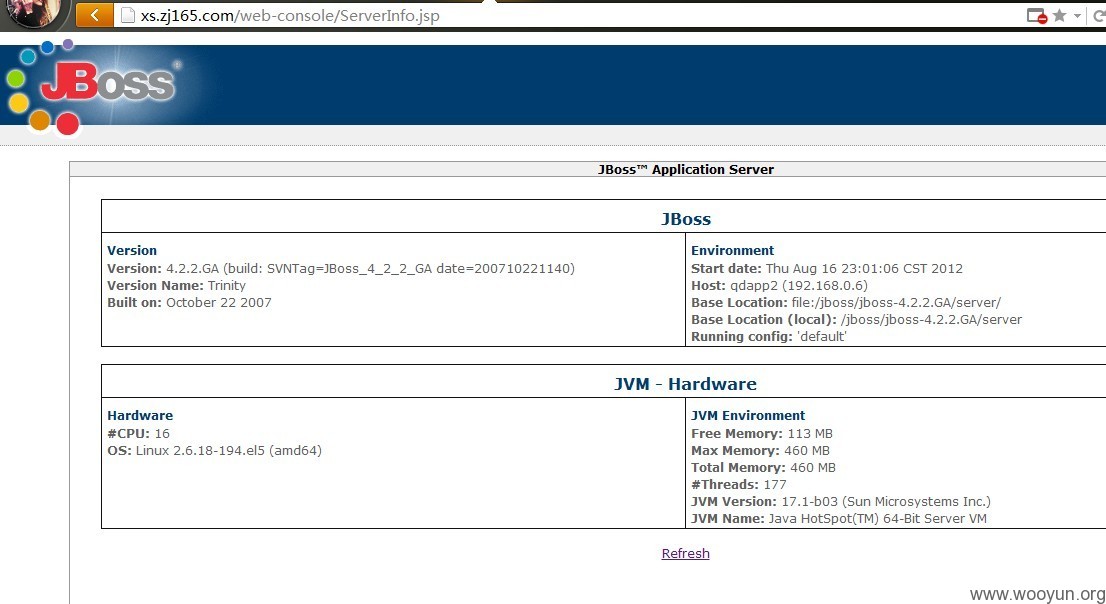 xs.zj165.com/web-console/ServerInfo.jsp
JBoss®
JBoss™ Application Server
JBoss
Version
Version: 4.2.2.GA (build: SVNTag=JBoss_4_2_2_GA date=200710221140)
Version Name: Trinity
Built on: October 22 2007
Environment
Start date: Thu Aug 16 23:01:06 CST 2012
Host: qdapp2 (192.168.0.6)
Base Location: file:/jboss/jboss-4.2.2.GA/server/
Base Location (local): /jboss/jboss-4.2.2.GA/server
Running config: 'default'
JVM - Hardware
Hardware
#CPU: 16
OS: Linux 2.6.18-194.el5 (amd64)
JVM Environment
Free Memory: 113 MB
Max Memory: 460 MB
Total Memory: 460 MB
#Threads: 177
JVM Version: 17.1-b03 (Sun Microsystems Inc.)
JVM Name: Java HotSpot(TM) 64-Bit Server VM
Refresh
www.wooyun.org